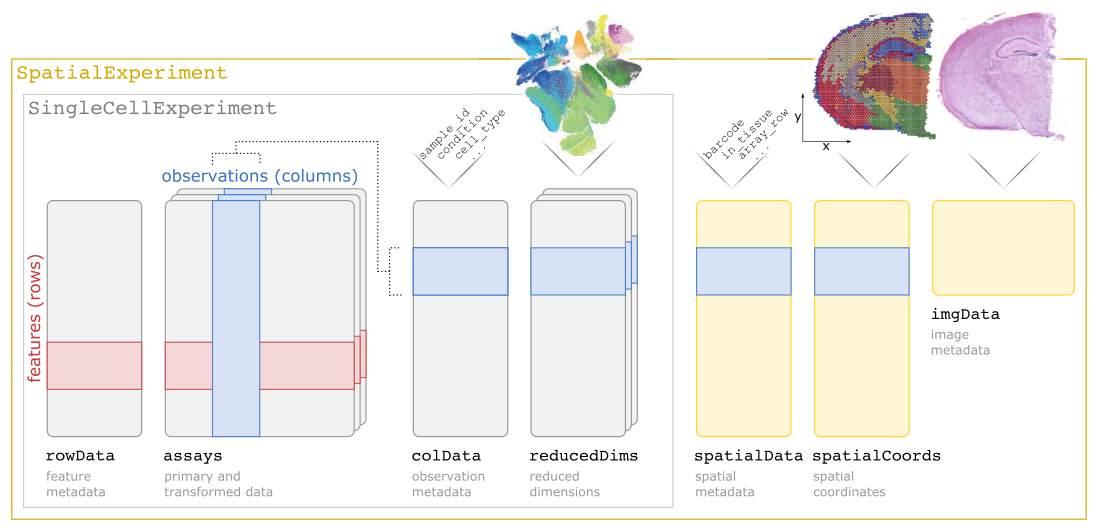 SpatialExperiment
SingleCellExperiment
sample_id
condition
cell_type
...
barcode
in_tissue
array_row
...
y
x
observations (columns)
features (rows)
rowData
feature
metadata
assays
primary and
transformed data
colData
observation
metadata
reducedDims
reduced
dimensions
spatialData
spatial
metadata
spatialCoords
spatial
coordinates
imgData
image
metadata